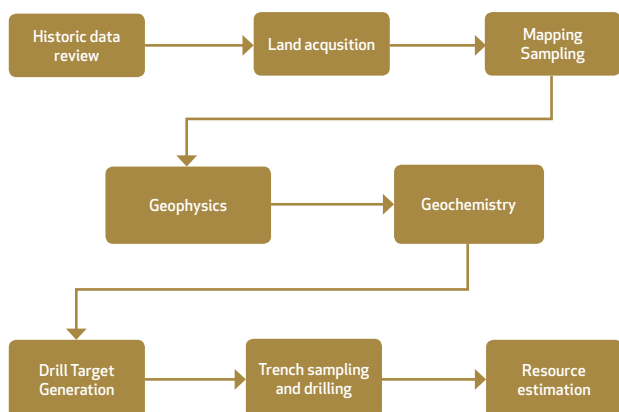 Historic data
review
Land acqusition
Mapping
Sampling
Geophysics
Geochemistry
Drill Target
Generation
Trench sampling
and drilling
Resource
estimation